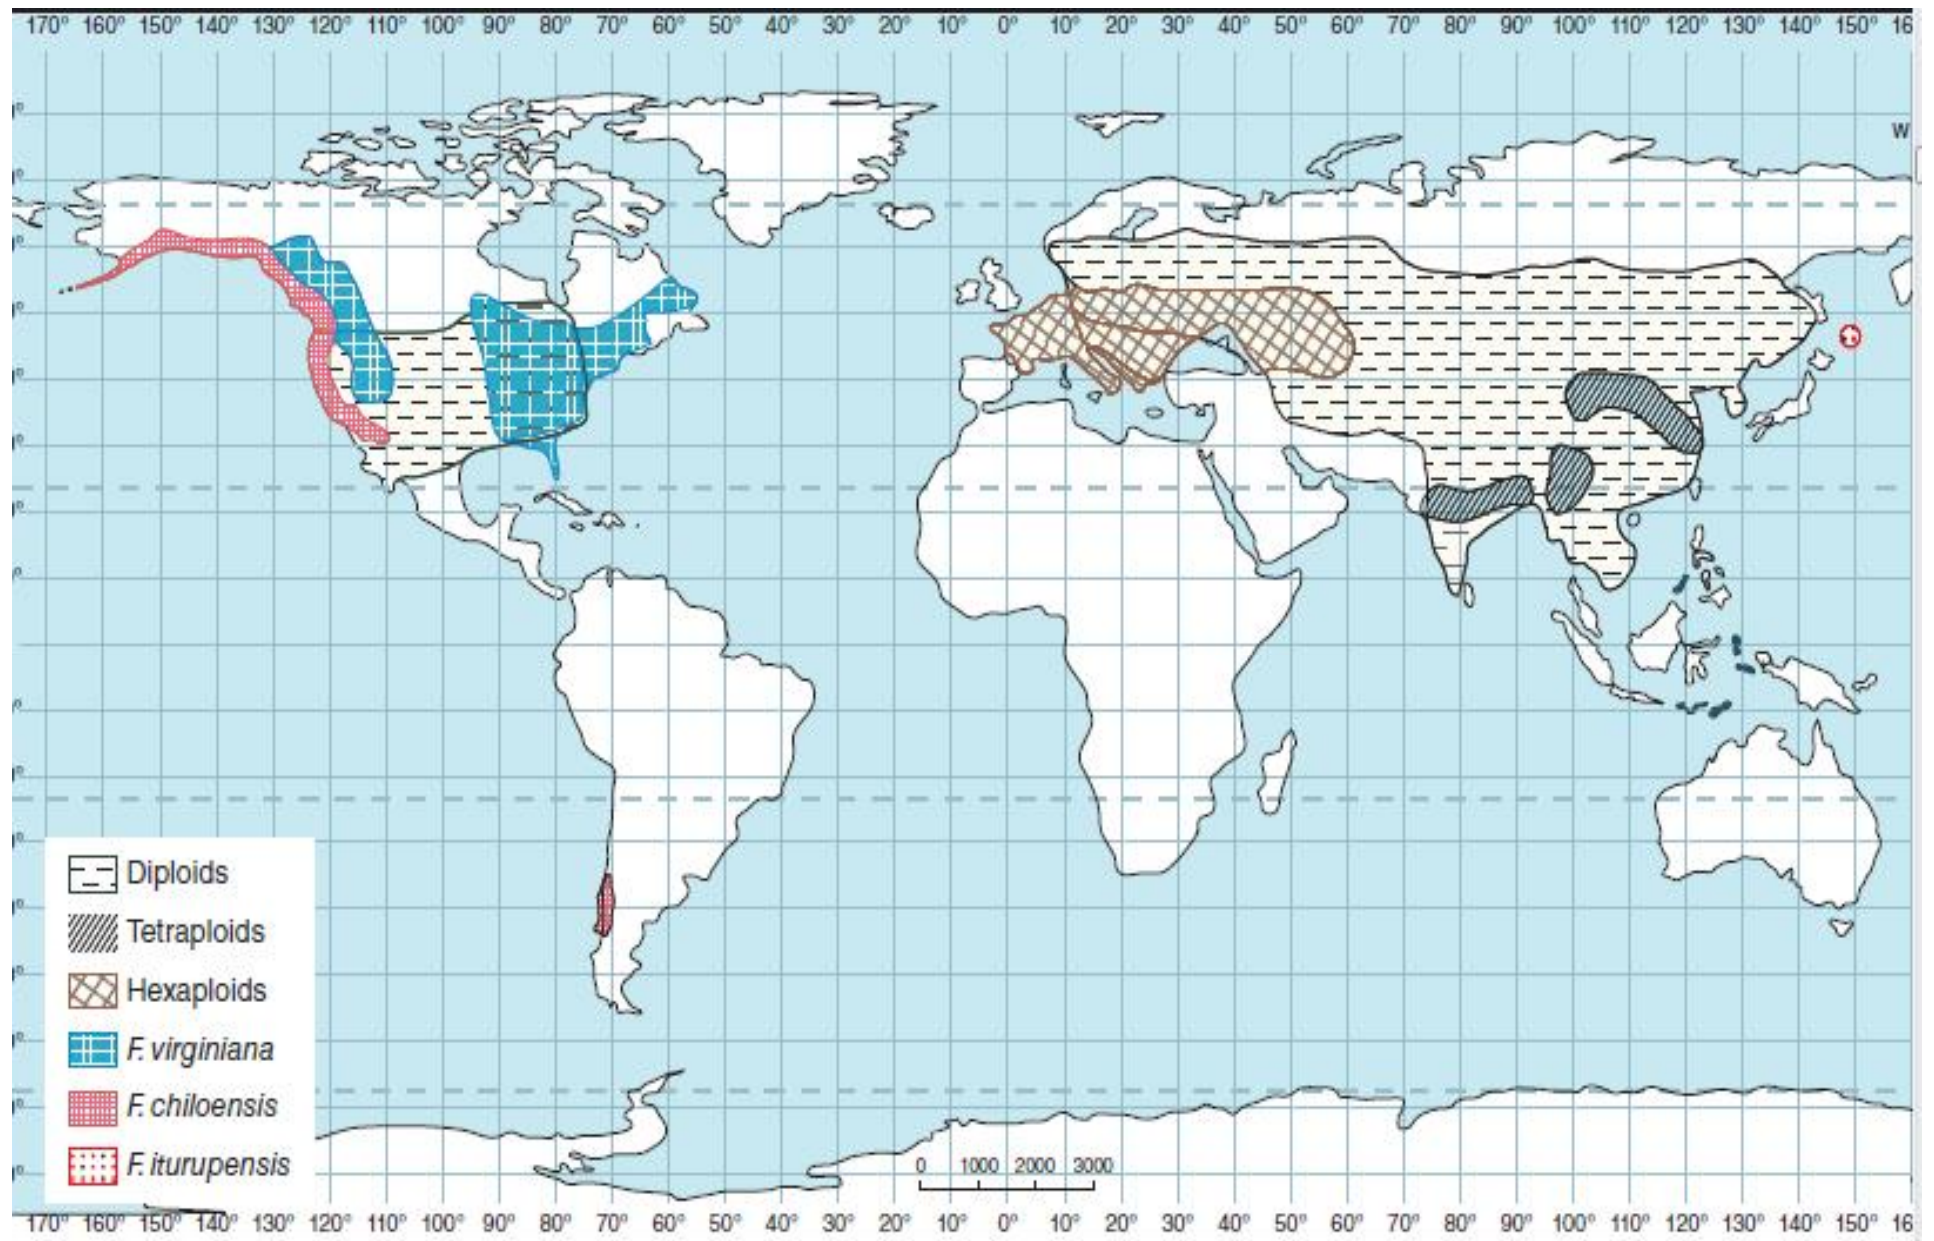 170° 160° 150° 140° 130° 120° 110° 100° 90° 80° 70° 60° 50° 40° 30° 20° 10° 0° 10° 20° 30° 40° 50° 60° 70° 80° 90° 100° 110° 120° 130° 140° 150° 16
W
Diploids
Tetraploids
Hexaploids
F. virginiana
F. chiloensis
F. iturupensis
0 1000 2000 3000
170° 160° 150° 140° 130° 120° 110° 100° 90° 80° 70° 60° 50° 40° 30° 20° 10° 0° 10° 20° 30° 40° 50° 60° 70° 80° 90° 100° 110° 120° 130° 140° 150° 16